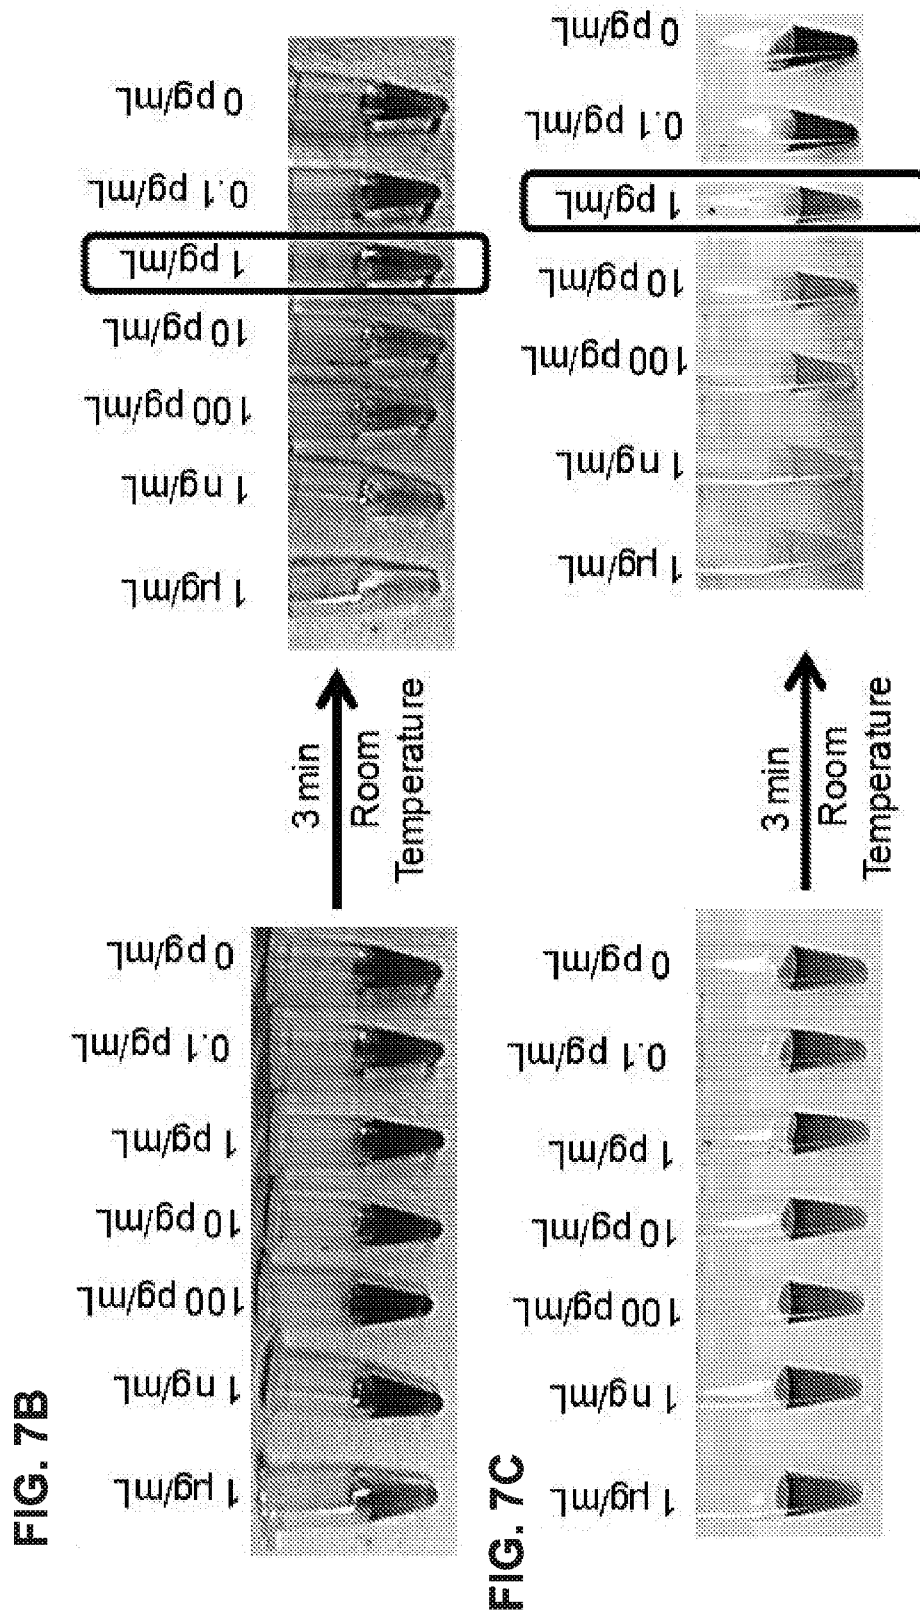 FIG. 7B
1 µg/mL
1 ng/mL
100 pg/mL
10 pg/mL
1 pg/mL
0.1 pg/mL
0 pg/mL
3 min
Room
Temperature
1 µg/mL
1 ng/mL
100 pg/mL
10 pg/mL
1 pg/mL
0.1 pg/mL
0 pg/mL
FIG. 7C
1 µg/mL
1 ng/mL
100 pg/mL
10 pg/mL
1 pg/mL
0.1 pg/mL
0 pg/mL
3 min
Room
Temperature
1 µg/mL
1 ng/mL
100 pg/mL
10 pg/mL
1 pg/mL
0.1 pg/mL
0 pg/mL